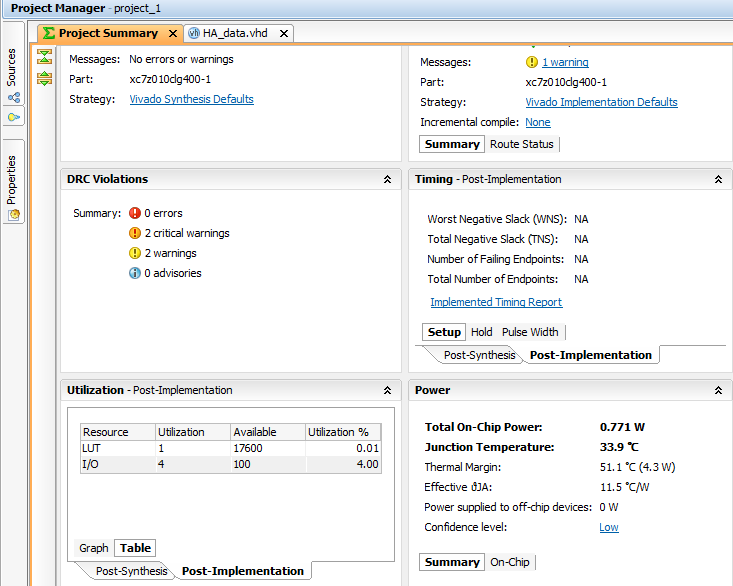 Project Manager - project_1
Project Summary
HA_data.vhd
Sources
Properties
Messages: No errors or warnings
Part: xc7z010clg400-1
Strategy: Vivado Synthesis Defaults
Messages: 1 warning
Part: xc7z010clg400-1
Strategy: Vivado Implementation Defaults
Incremental compile: None
Summary Route Status
DRC Violations
Summary: 0 errors
2 critical warnings
2 warnings
0 advisories
Timing - Post-Implementation
Worst Negative Slack (WNS): NA
Total Negative Slack (TNS): NA
Number of Failing Endpoints: NA
Total Number of Endpoints: NA
Implemented Timing Report
Setup Hold Pulse Width
Post-Synthesis Post-Implementation
Utilization - Post-Implementation
Resource Utilization Available Utilization %
LUT 1 17600 0.01
I/O 4 100 4.00
Graph Table
Post-Synthesis Post-Implementation
Power
Total On-Chip Power: 0.771 W
Junction Temperature: 33.9 °C
Thermal Margin: 51.1 °C (4.3 W)
Effective ϑJA: 11.5 °C/W
Power supplied to off-chip devices: 0 W
Confidence level: Low
Summary On-Chip